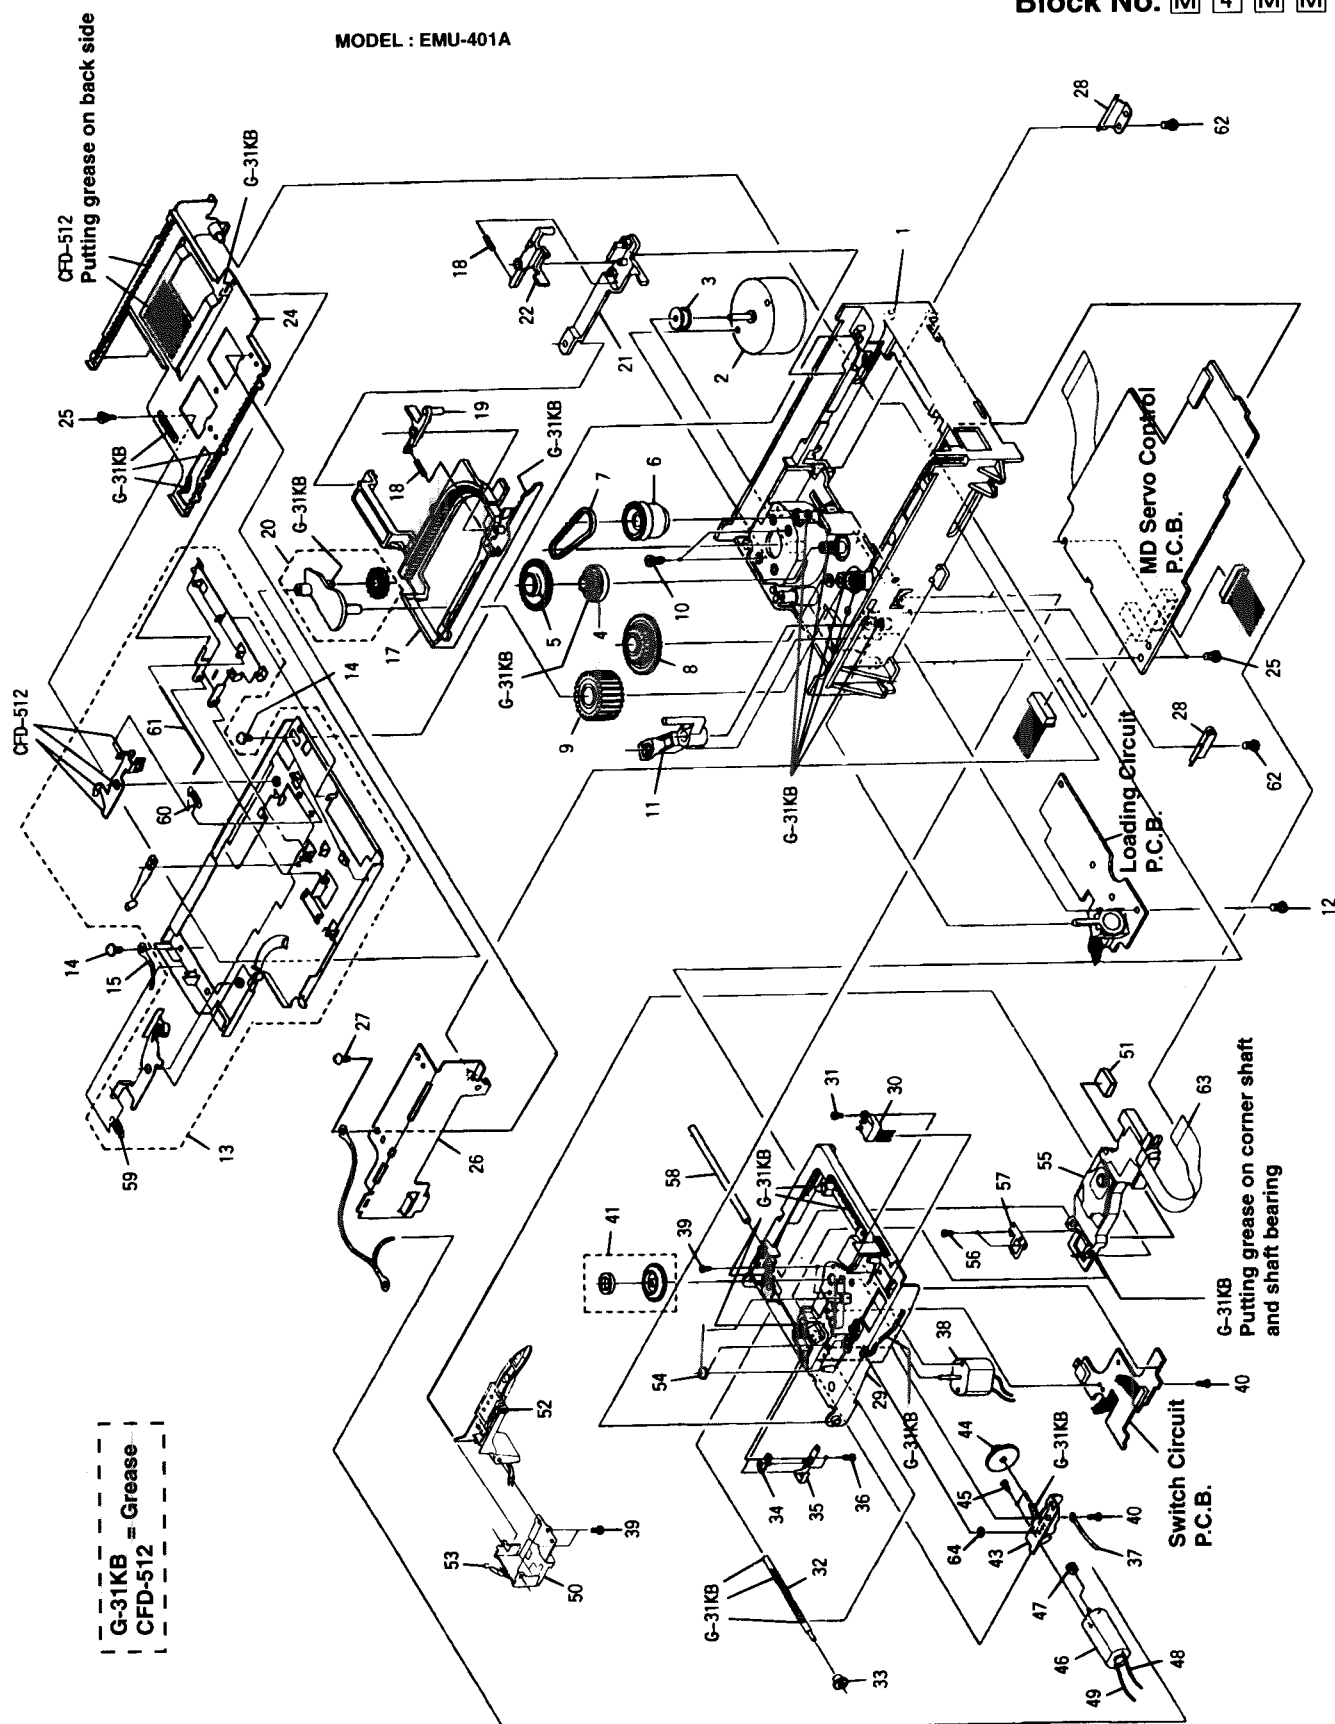 Block No. M 4 M M
MODEL : EMU-401A
CFD-512
Putting grease on back side
G-31KB
24
25
G-31KB
18
22
21
3
2
1
28
62
19
18
G-31KB
20
G-31KB
17
7
6
5
4
10
G-31KB
8
9
11
G-31KB
CFD-512
61
14
60
14
15
59
13
27
26
MD Servo Control
P.C.B.
25
28
62
Loading Circuit
P.C.B.
12
58
G-31KB
41
39
31
30
51
55
63
57
56
G-31KB
Putting grease on corner shaft
and shaft bearing
54
29
G-31KB
38
40
Switch Circuit
P.C.B.
52
53
50
39
34
35
36
44
45
G-31KB
64
43
40
37
G-31KB
32
33
47
46
48
49
G-31KB
CFD-512
= Grease